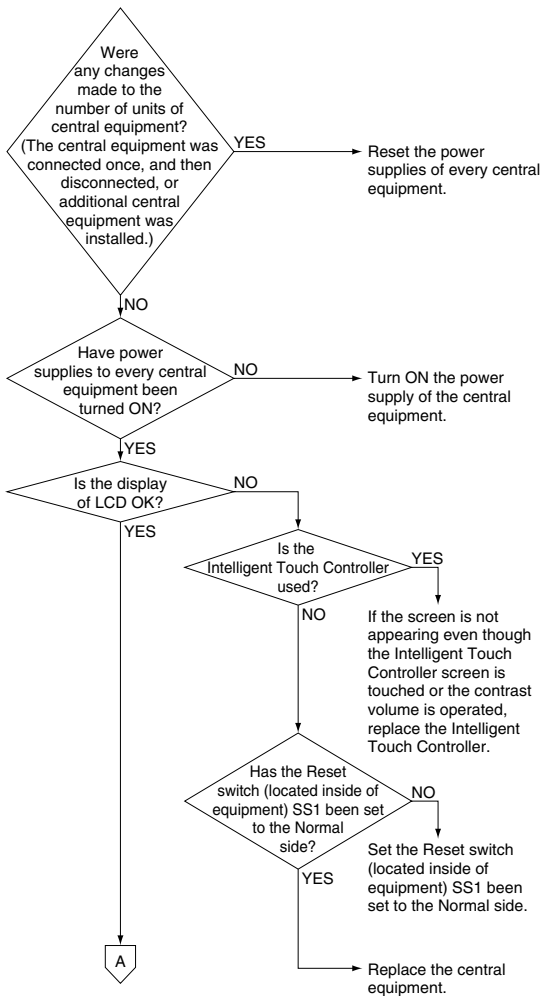 Were
any changes
made to the
number of units of
central equipment?
(The central equipment was
connected once, and then
disconnected, or
additional central
equipment was
installed.)
YES
Reset the power
supplies of every central
equipment.
NO
Have power
supplies to every central
equipment been
turned ON?
NO
Turn ON the power
supply of the central
equipment.
YES
Is the display
of LCD OK?
NO
YES
Is the
Intelligent Touch Controller
used?
YES
If the screen is not
appearing even though
the Intelligent Touch
Controller screen is
touched or the contrast
volume is operated,
replace the Intelligent
Touch Controller.
NO
Has the Reset
switch (located inside of
equipment) SS1 been set
to the Normal
side?
NO
Set the Reset switch
(located inside of
equipment) SS1 been
set to the Normal side.
YES
Replace the central
equipment.
A